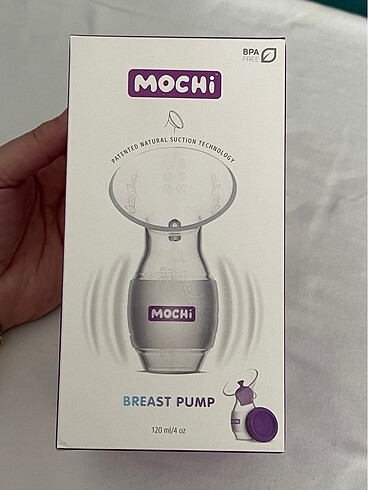 BPA
FREE
MOCHi
PATENTED NATURAL SUCTION TECHNOLOGY
MOCHi
BREAST PUMP
120 ml/4 oz